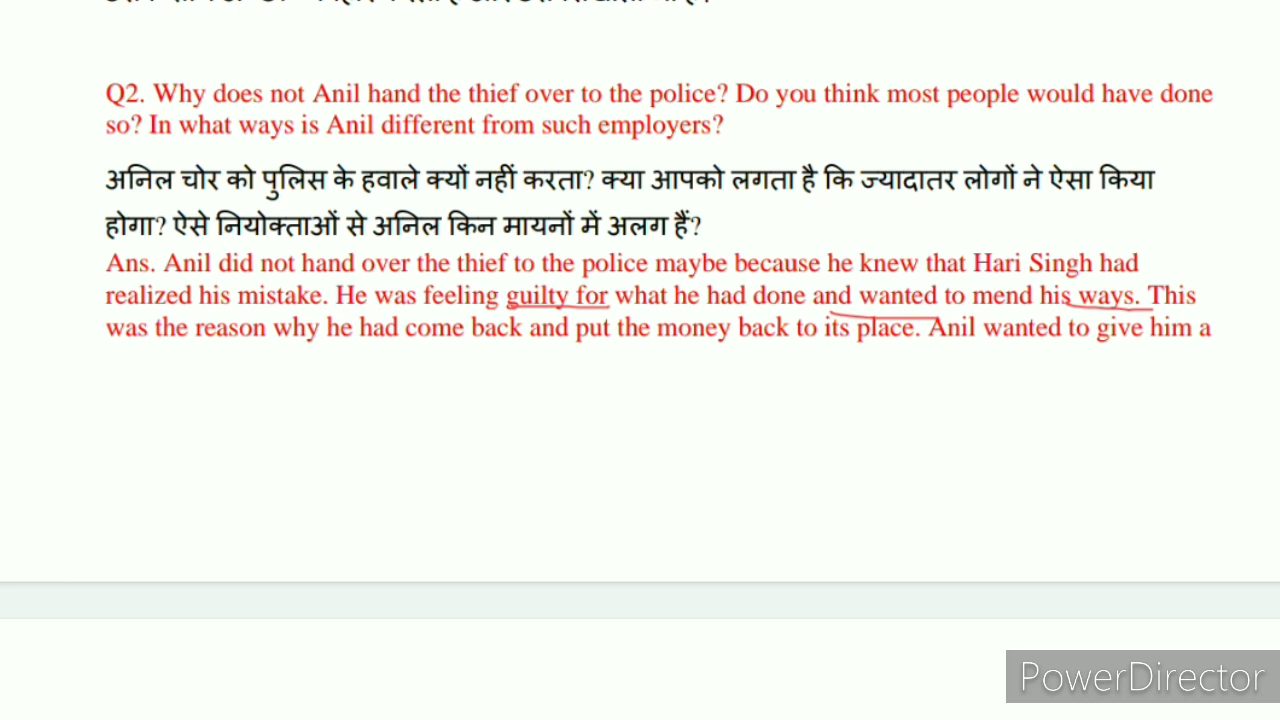 Q2. Why does not Anil hand the thief over to the police? Do you think most people would have done
so? In what ways is Anil different from such employers?
अनिल चोर को पुलिस के हवाले क्यों नहीं करता? क्या आपको लगता है कि ज्यादातर लोगों ने ऐसा किया
होगा? ऐसे नियोक्ताओं से अनिल किन मायनों में अलग हैं?
Ans. Anil did not hand over the thief to the police maybe because he knew that Hari Singh had
realized his mistake. He was feeling guilty for what he had done and wanted to mend his ways. This
was the reason why he had come back and put the money back to its place. Anil wanted to give him a
PowerDirector